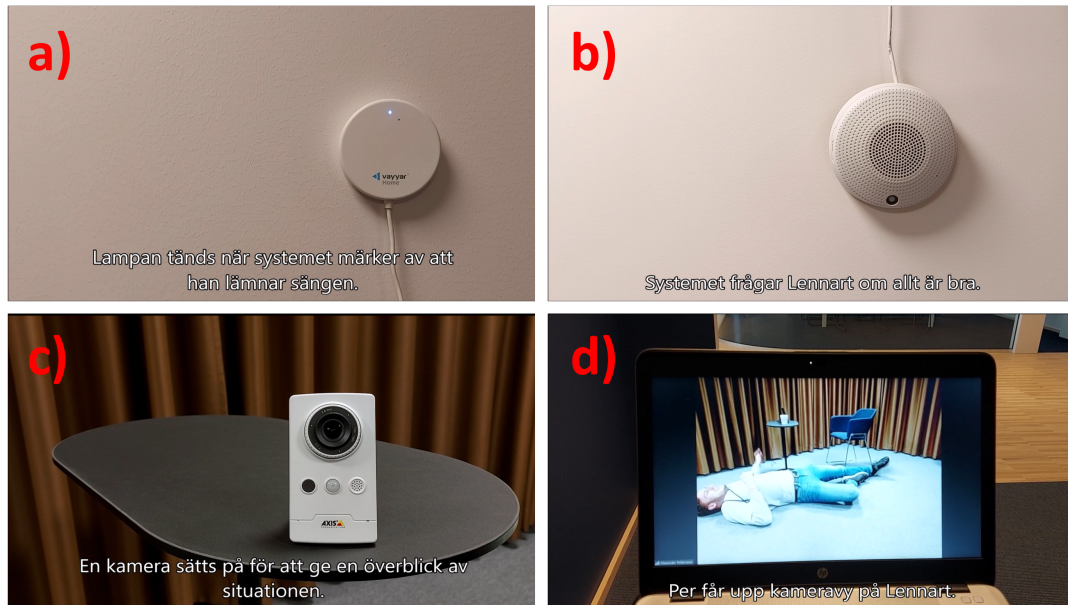 a)
vayyar
Home
Lampan tänds när systemet märker av att
han lämnar sängen.
b)
Systemet frågar Lennart om allt är bra.
c)
AXIS
En kamera sätts på för att ge en överblick av
situationen.
d)
hp
Per får upp kameravy på Lennart.